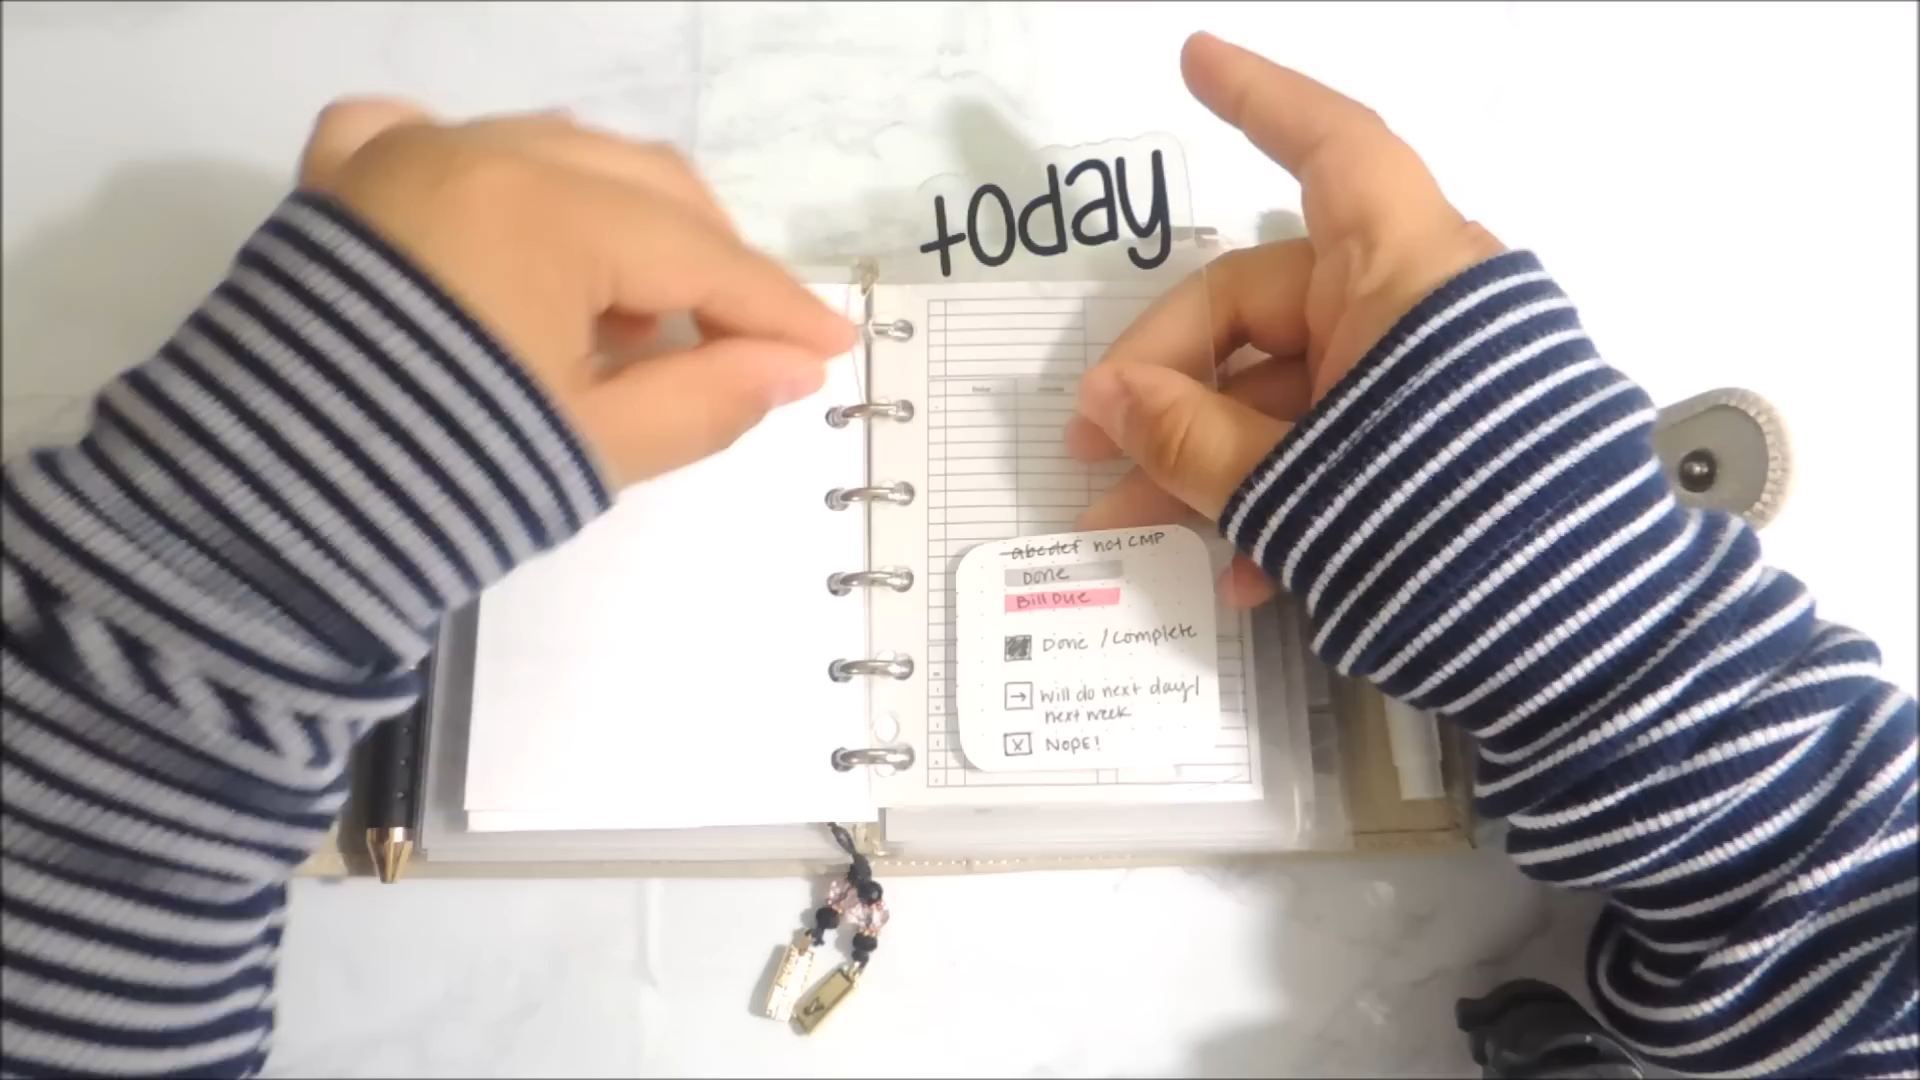 today
abcdef not CMP
Done
Bill Due
Done / complete
→ Will do next day/
next week
X NOPE!